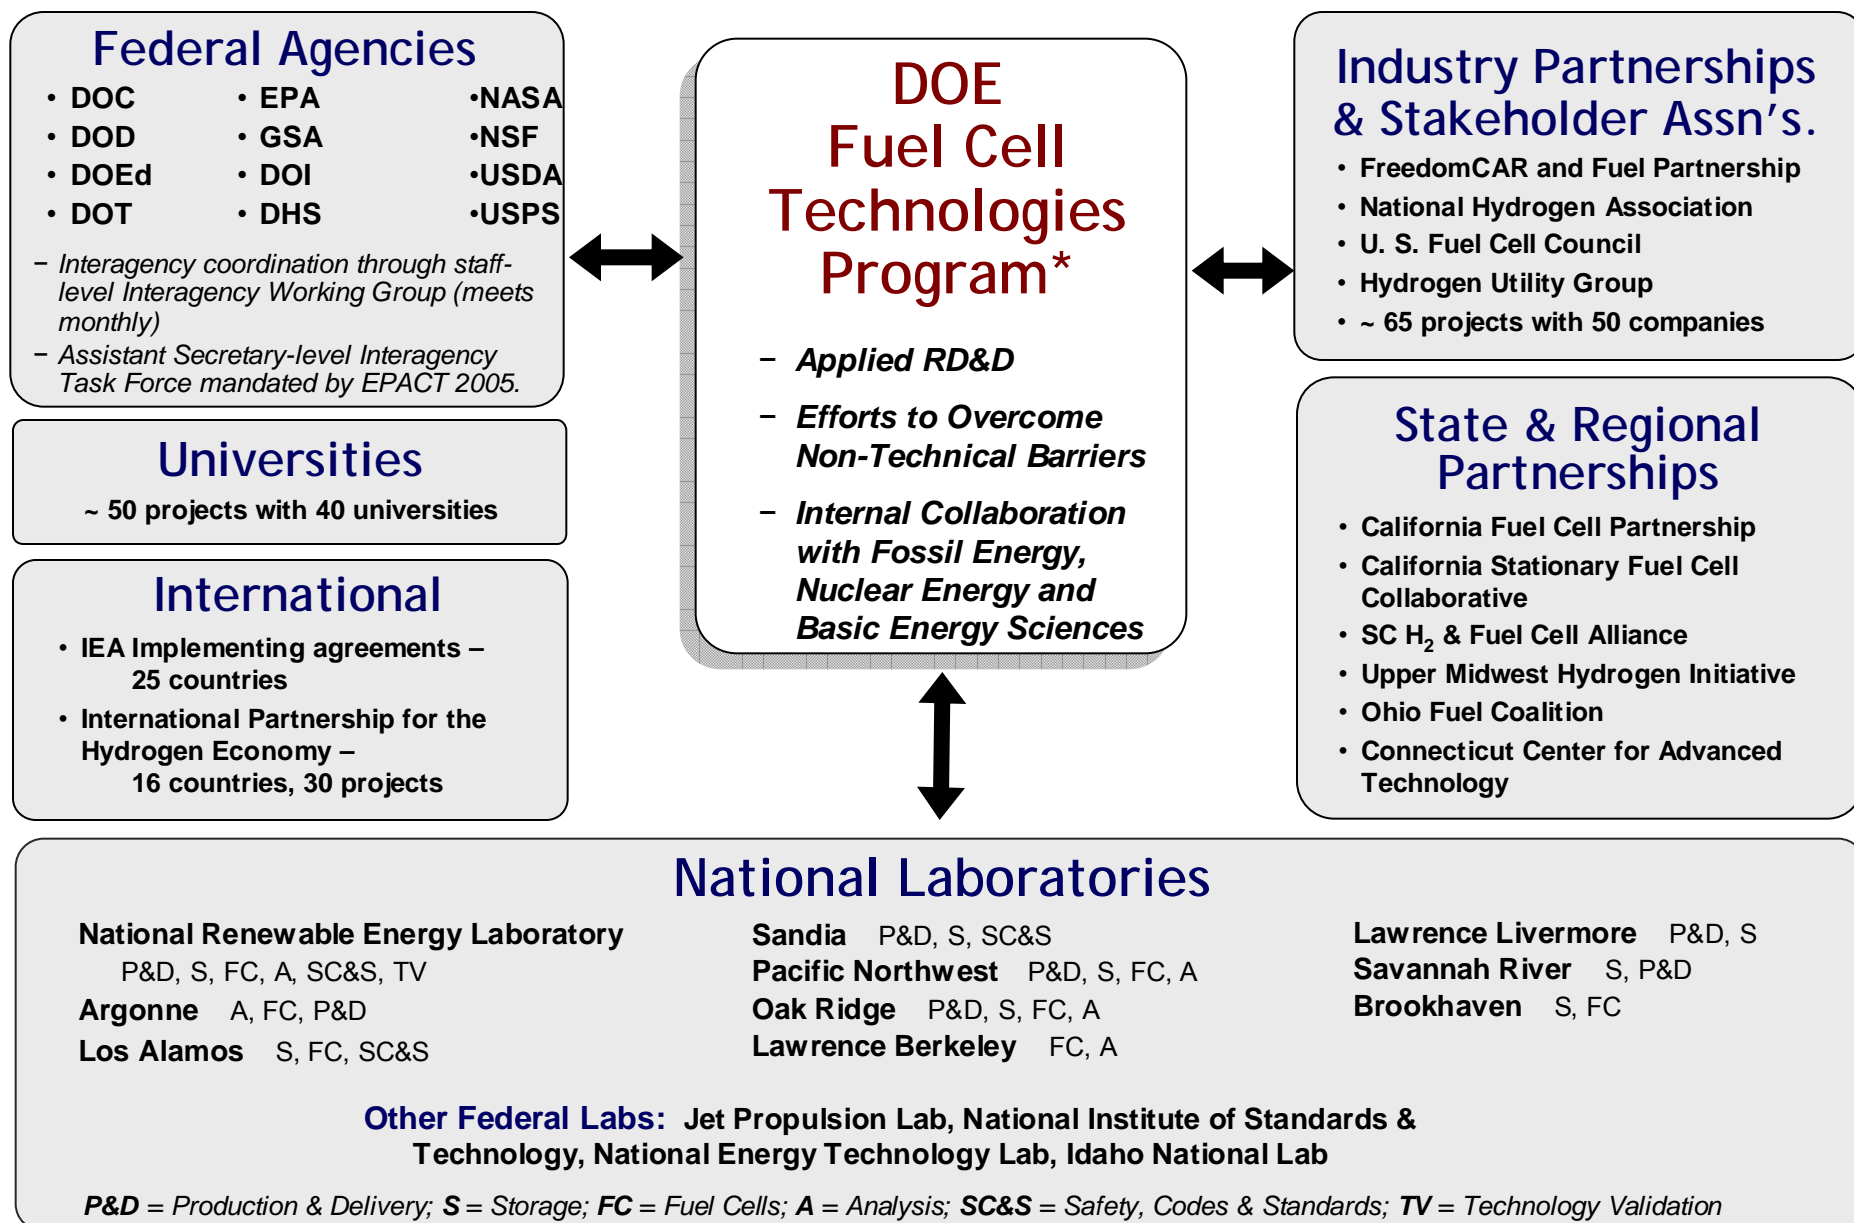 Federal Agencies
• DOC • EPA •NASA
• DOD • GSA •NSF
• DOEd • DOI •USDA
• DOT • DHS •USPS
– Interagency coordination through staff-
level Interagency Working Group (meets
monthly)
– Assistant Secretary-level Interagency
Task Force mandated by EPACT 2005.
Universities
~ 50 projects with 40 universities
International
• IEA Implementing agreements –
25 countries
• International Partnership for the
Hydrogen Economy –
16 countries, 30 projects
DOE
Fuel Cell
Technologies
Program*
– Applied RD&D
– Efforts to Overcome
Non-Technical Barriers
– Internal Collaboration
with Fossil Energy,
Nuclear Energy and
Basic Energy Sciences
Industry Partnerships
& Stakeholder Assn's.
• FreedomCAR and Fuel Partnership
• National Hydrogen Association
• U. S. Fuel Cell Council
• Hydrogen Utility Group
• ~ 65 projects with 50 companies
State & Regional
Partnerships
• California Fuel Cell Partnership
• California Stationary Fuel Cell
Collaborative
• SC H2 & Fuel Cell Alliance
• Upper Midwest Hydrogen Initiative
• Ohio Fuel Coalition
• Connecticut Center for Advanced
Technology
National Laboratories
National Renewable Energy Laboratory
P&D, S, FC, A, SC&S, TV
Argonne A, FC, P&D
Los Alamos S, FC, SC&S
Sandia P&D, S, SC&S
Pacific Northwest P&D, S, FC, A
Oak Ridge P&D, S, FC, A
Lawrence Berkeley FC, A
Lawrence Livermore P&D, S
Savannah River S, P&D
Brookhaven S, FC
Other Federal Labs: Jet Propulsion Lab, National Institute of Standards &
Technology, National Energy Technology Lab, Idaho National Lab
P&D = Production & Delivery; S = Storage; FC = Fuel Cells; A = Analysis; SC&S = Safety, Codes & Standards; TV = Technology Validation